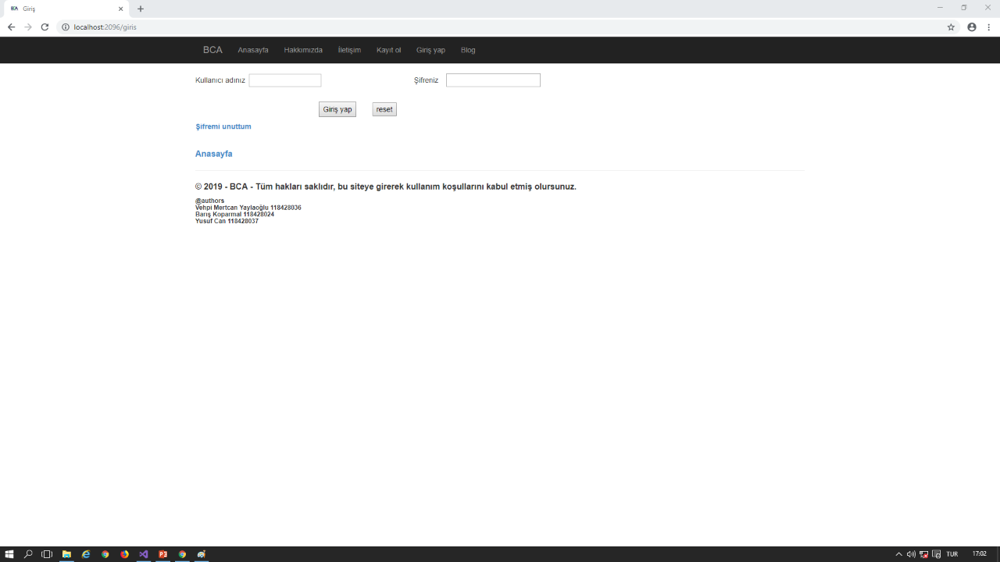 BCA Giriş
localhost:2096/giris
BCA Anasayfa Hakkımızda İletişim Kayıt ol Giriş yap Blog
Kullanıcı adınız Şifreniz
Giriş yap reset
Şifremi unuttum
Anasayfa
© 2019 - BCA - Tüm hakları saklıdır, bu siteye girerek kullanım koşullarını kabul etmiş olursunuz.
@authors
Vehpi Mertcan Yaylaoğlu 118428036
Barış Koparmal 118428024
Yusuf Can 118428037
TUR 17:02